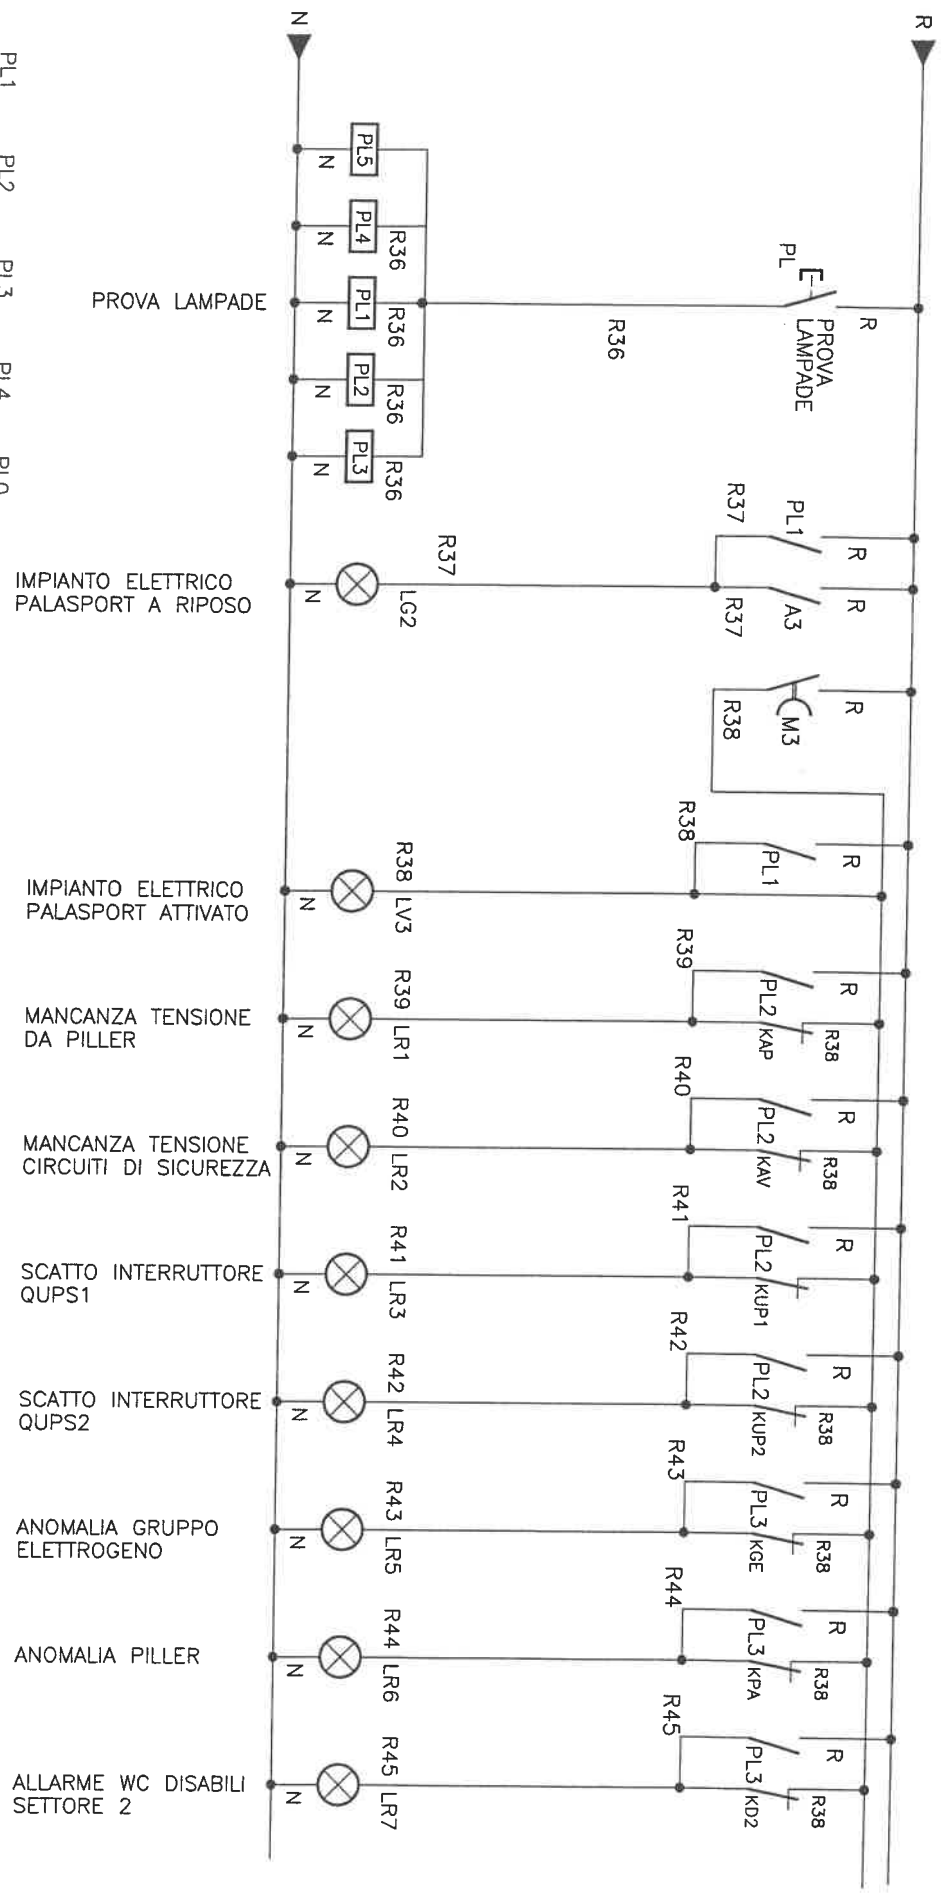 R
N
PL1
PL2
PL3
PL4
PL5
N
PL4
R36
N
PL1
R36
N
PL2
R36
N
PL3
R36
N
R36
PL
PROVA
LAMPADE
R
PROVA LAMPADE
R37
PL1
R
R37
A3
R
R37
LG2
N
IMPIANTO ELETTRICO
PALASPORT A RIPOSO
R
M3
R38
R38
PL1
R
R38
LV3
N
IMPIANTO ELETTRICO
PALASPORT ATTIVATO
R39
PL2
R
KAP
R38
R39
LR1
N
MANCANZA TENSIONE
DA PILLER
R40
PL2
R
KAV
R38
R40
LR2
N
MANCANZA TENSIONE
CIRCUITI DI SICUREZZA
R41
PL2
R
KUP1
R41
LR3
N
SCATTO INTERRUTTORE
QUPS1
R42
PL2
R
KUP2
R38
R42
LR4
N
SCATTO INTERRUTTORE
QUPS2
R43
PL3
R
KGE
R38
R43
LR5
N
ANOMALIA GRUPPO
ELETTROGENO
R44
PL3
R
KPA
R38
R44
LR6
N
ANOMALIA PILLER
R45
PL3
R
KD2
R38
R45
LR7
N
ALLARME WC DISABILI
SETTORE 2